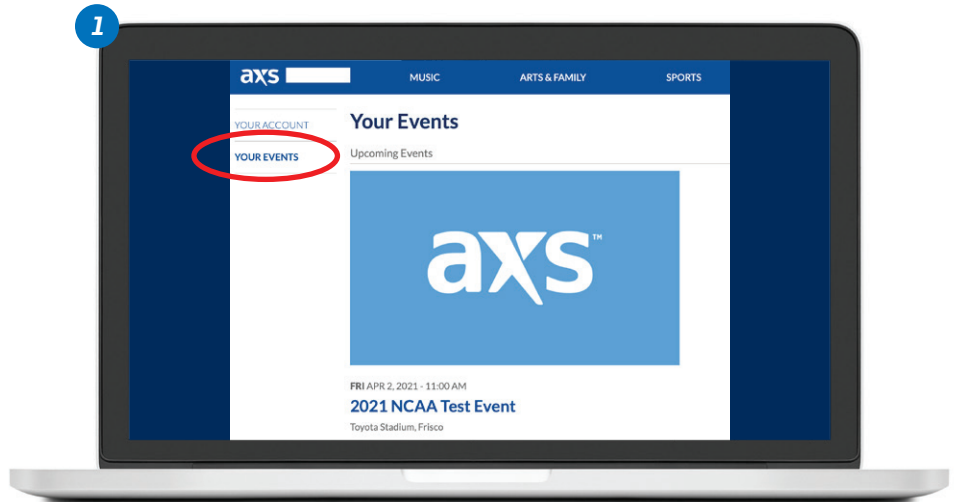 1
axs MUSIC ARTS & FAMILY SPORTS
YOUR ACCOUNT
YOUR EVENTS
Your Events
Upcoming Events
axs™
FRI APR 2, 2021 - 11:00 AM
2021 NCAA Test Event
Toyota Stadium, Frisco